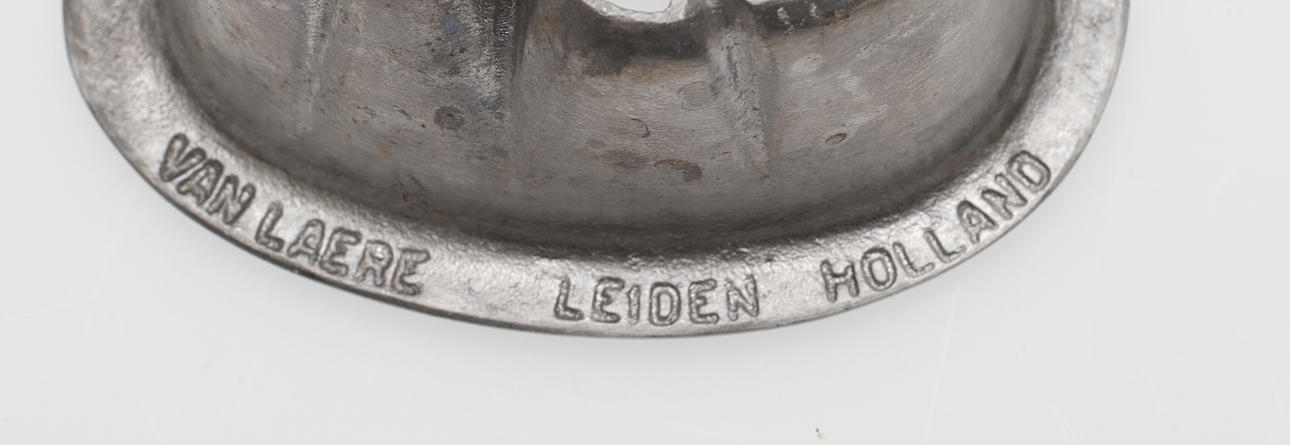 VAN LAERE LEIDEN HOLLAND